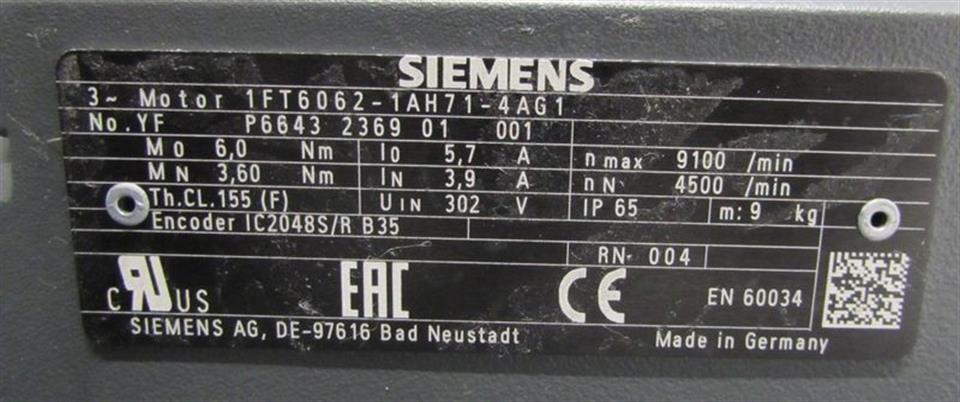 SIEMENS
3~ Motor 1FT6062-1AH71-4AG1
No.YF P6643 2369 01 001
M0 6,0 Nm I0 5,7 A n max 9100 /min
MN 3,60 Nm IN 3,9 A nN 4500 /min
Th.CL.155 (F) UIN 302 V IP 65 m: 9 kg
Encoder IC2048S/R B35
RN- 004
C RU US EAC CE EN 60034
SIEMENS AG, DE-97616 Bad Neustadt Made in Germany